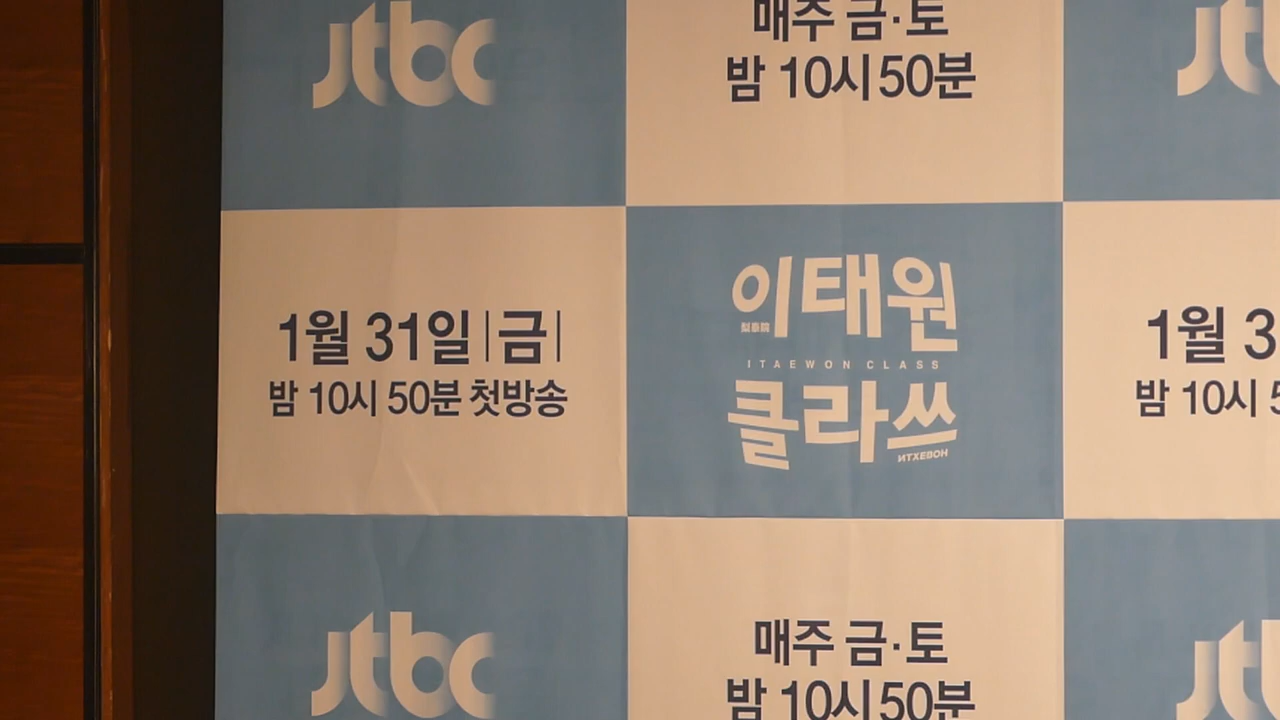 jtbc
매주 금·토
밤 10시 50분
1월 31일 |금|
밤 10시 50분 첫방송
이태원
ITAEWON CLASS
클라쓰
1월 3
밤 10시 5
jtbc
매주 금·토
밤 10시 50분